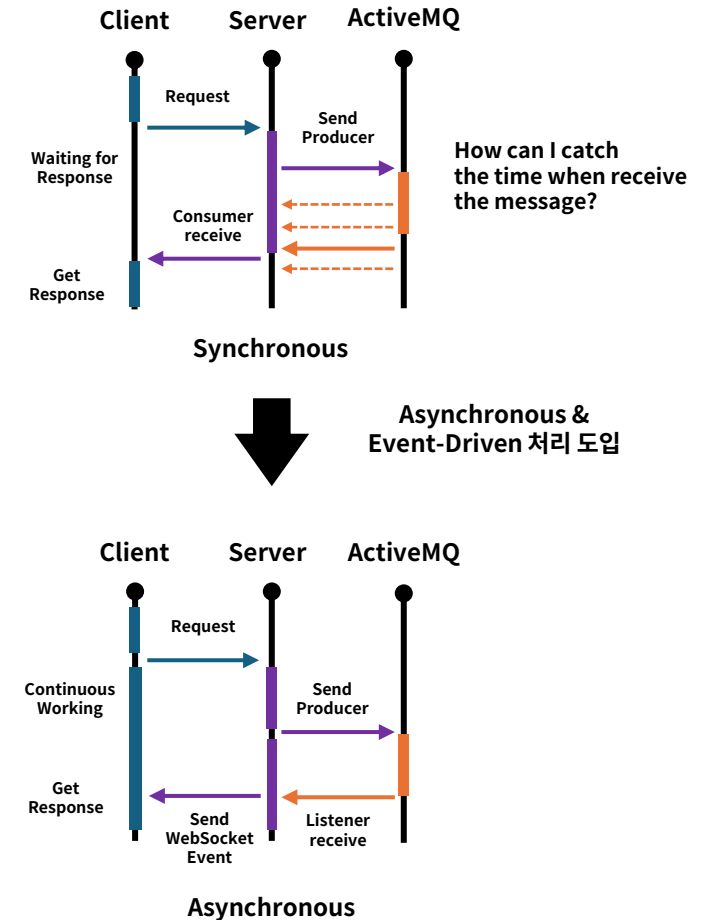 Client
Server
ActiveMQ
Request
Send
Producer
How can I catch
the time when receive
the message?
Waiting for
Response
Consumer
receive
Get
Response
Synchronous
Asynchronous &
Event-Driven 처리 도입
Client
Server
ActiveMQ
Request
Continuous
Working
Send
Producer
Get
Response
Send
WebSocket
Event
Listener
receive
Asynchronous